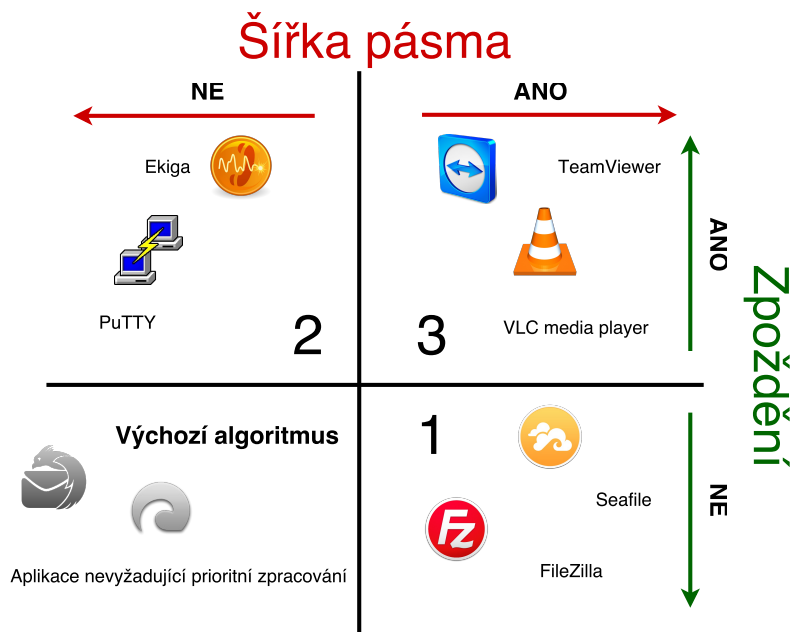 Šířka pásma
NE
ANO
Ekiga
TeamViewer
ANO
Zpoždění
PuTTY
2
3
VLC media player
Výchozí algoritmus
1
NE
Seafile
Fz
FileZilla
Aplikace nevyžadující prioritní zpracování